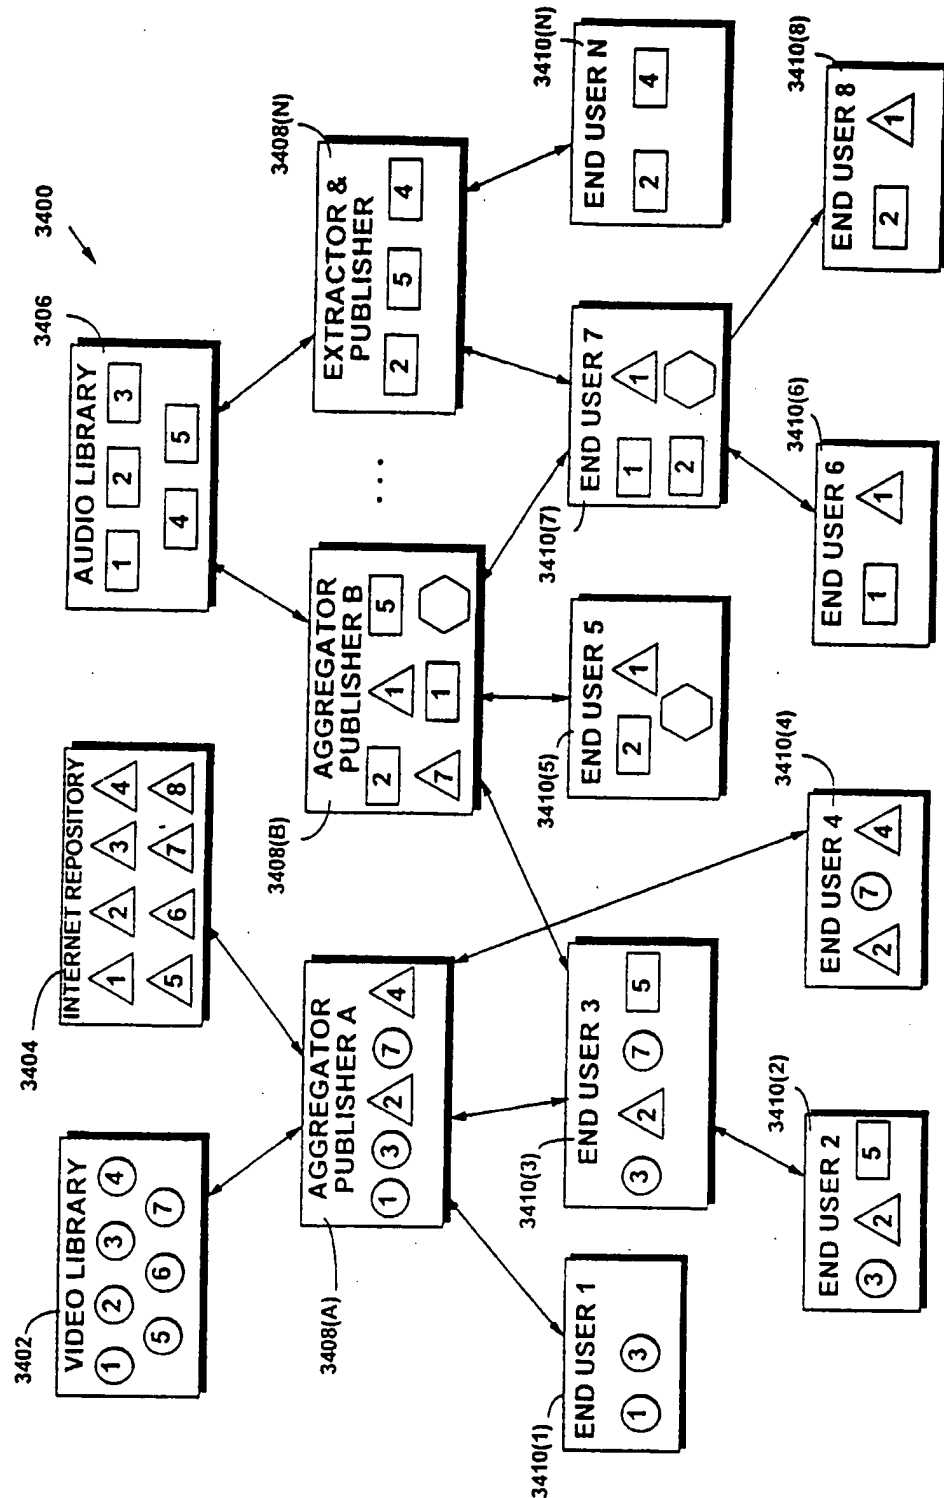 3400
3402
VIDEO LIBRARY
1 2 3 4
5 6 7
3404
INTERNET REPOSITORY
1 2 3 4
5 6 7 8
3406
AUDIO LIBRARY
1 2 3
4 5
3408(A)
AGGREGATOR
PUBLISHER A
1 3 2 7 4
3408(B)
AGGREGATOR
PUBLISHER B
2 1 5
7 1
...
3408(N)
EXTRACTOR &
PUBLISHER
2 5 4
3410(1)
END USER 1
1 3
3410(3)
END USER 3
3 2 7 5
3410(5)
END USER 5
2 1
3410(7)
END USER 7
1 1
2
3410(N)
END USER N
2 4
3410(2)
END USER 2
3 2 5
3410(4)
END USER 4
2 7 4
3410(6)
END USER 6
1 1
3410(8)
END USER 8
2 1